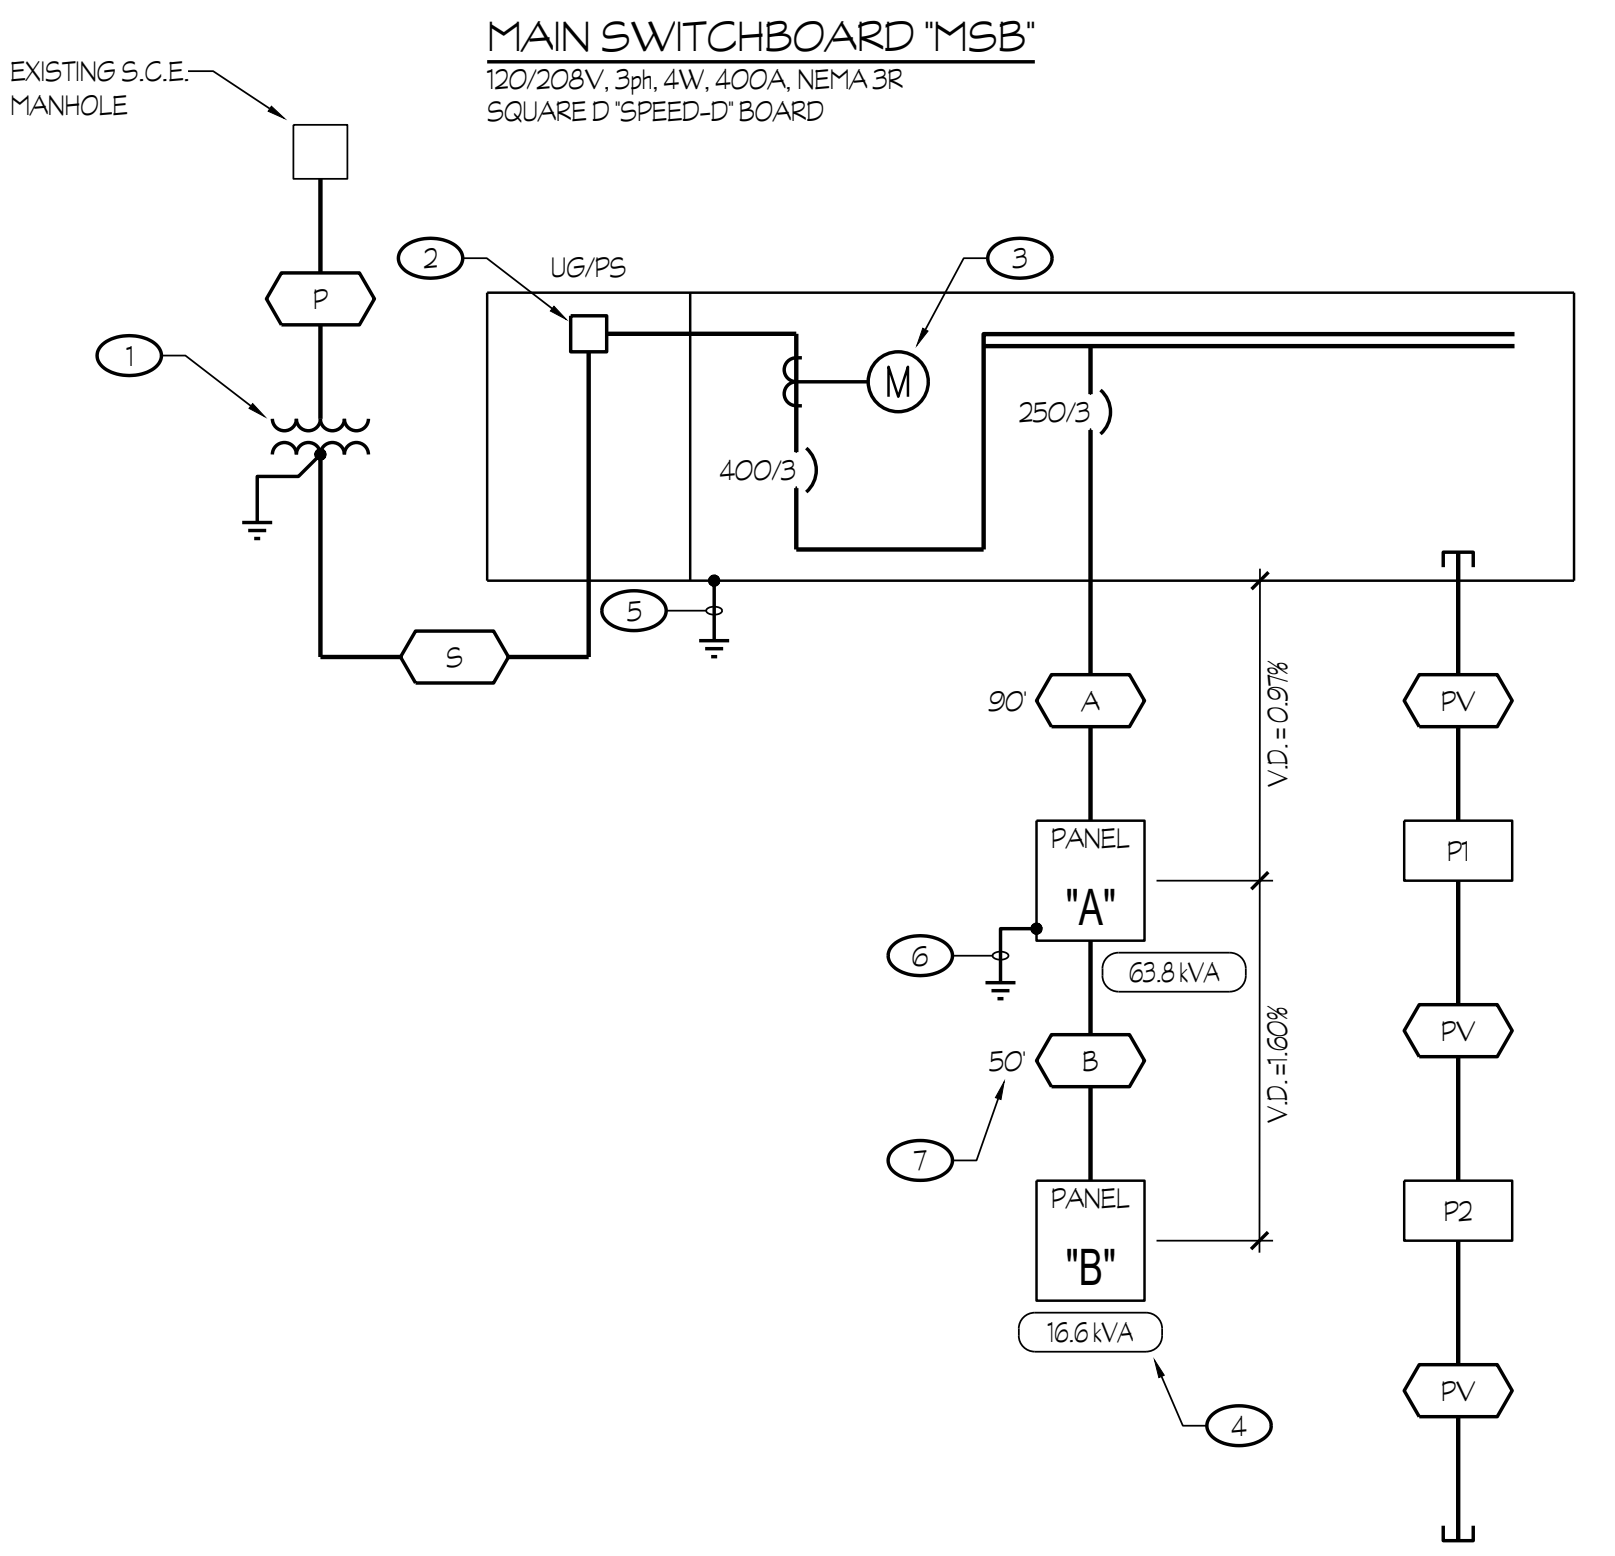 MAIN SWITCHBOARD "MSB"
120/208V, 3ph, 4W, 400A, NEMA 3R
SQUARE D "SPEED-D" BOARD
EXISTING S.C.E.
MANHOLE
P
1
2
UG/PS
3
M
250/3
400/3
5
S
90'
A
V.D. = 0.97%
PV
PANEL
"A"
P1
6
63.8 kVA
50'
B
V.D. =1.60%
PV
7
PANEL
"B"
P2
16.6 kVA
4
PV